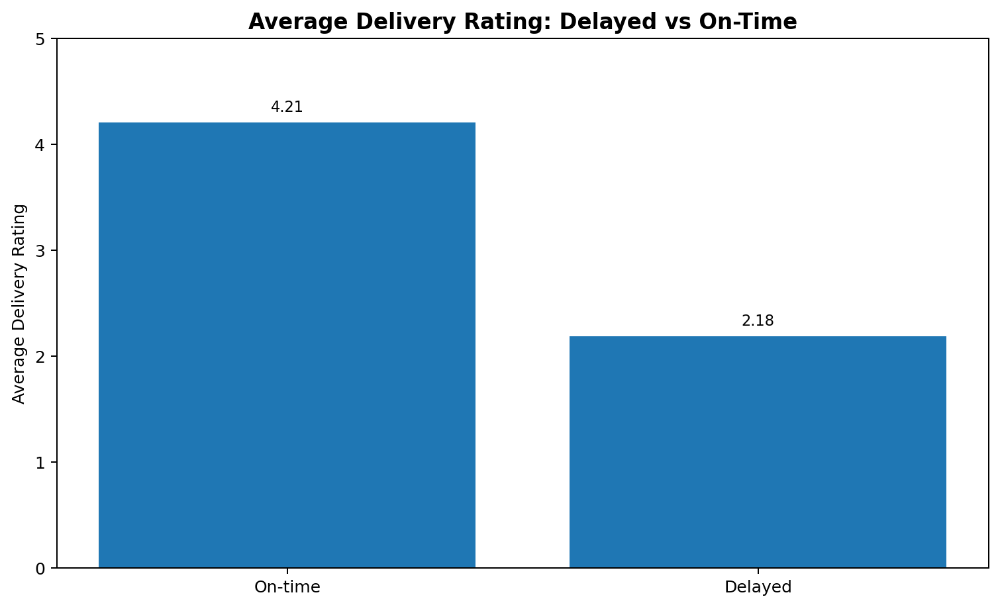 Average Delivery Rating: Delayed vs On-Time
Average Delivery Rating
5
4
3
2
1
0
4.21
2.18
On-time
Delayed